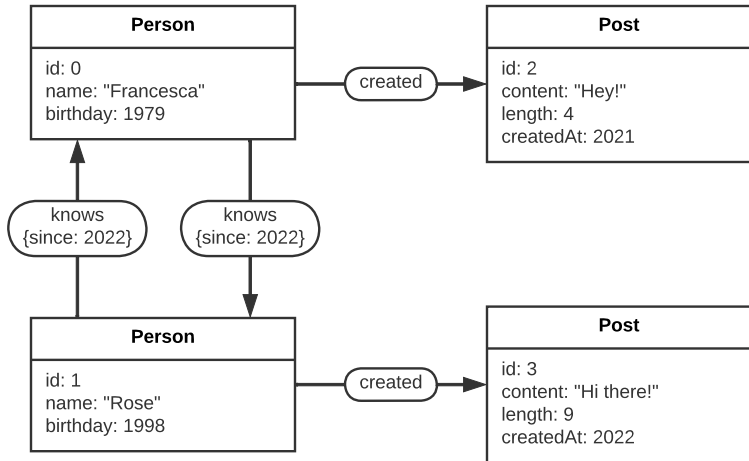 Person
id: 0
name: "Francesca"
birthday: 1979
created
Post
id: 2
content: "Hey!"
length: 4
createdAt: 2021
knows
{since: 2022}
knows
{since: 2022}
Person
id: 1
name: "Rose"
birthday: 1998
created
Post
id: 3
content: "Hi there!"
length: 9
createdAt: 2022